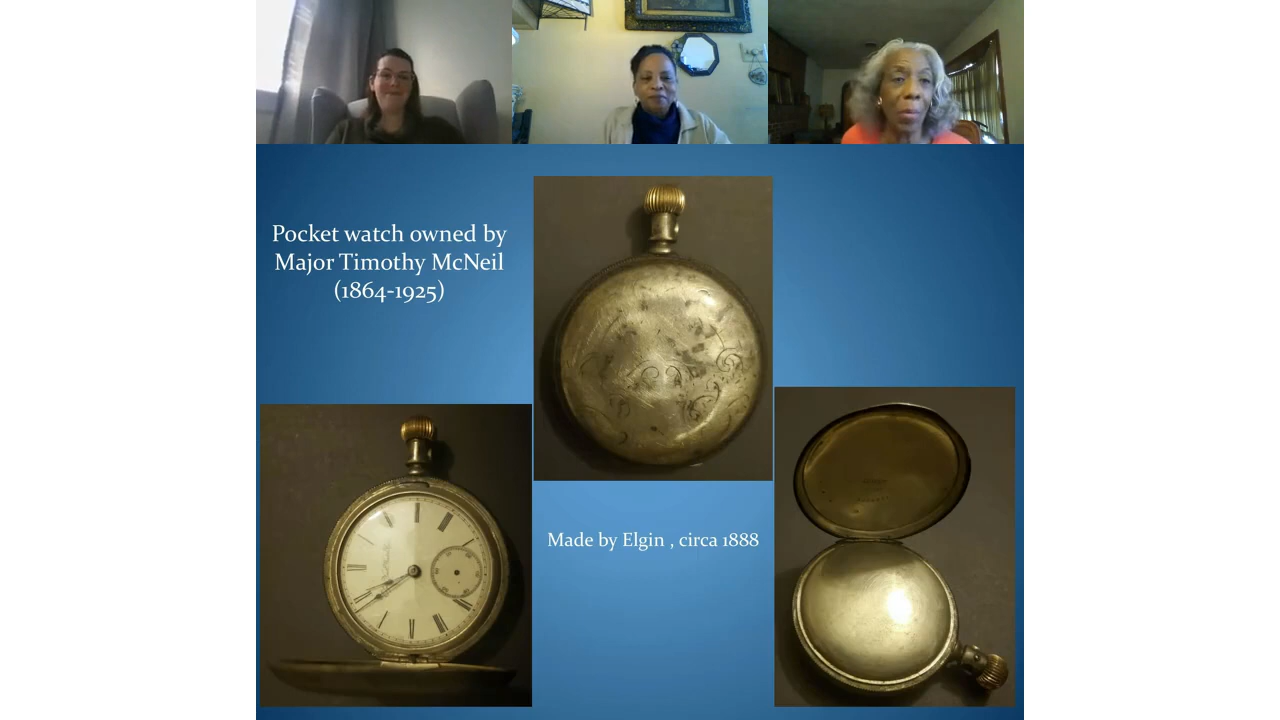 Pocket watch owned by
Major Timothy McNeil
(1864-1925)
Made by Elgin , circa 1888